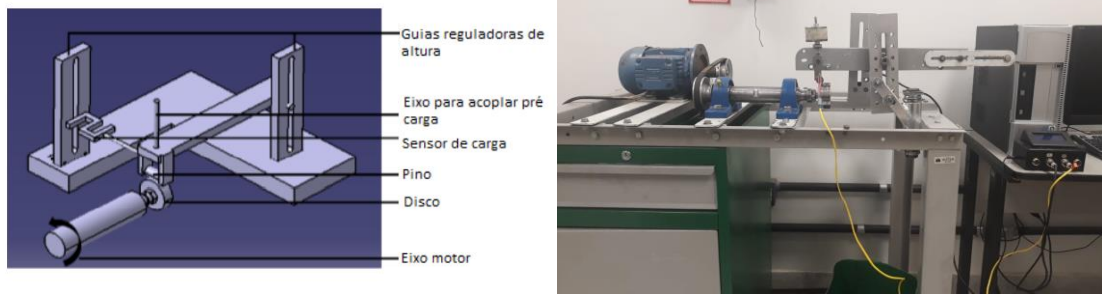 Guias reguladoras de
altura
Eixo para acoplar pré
carga
Sensor de carga
Pino
Disco
Eixo motor